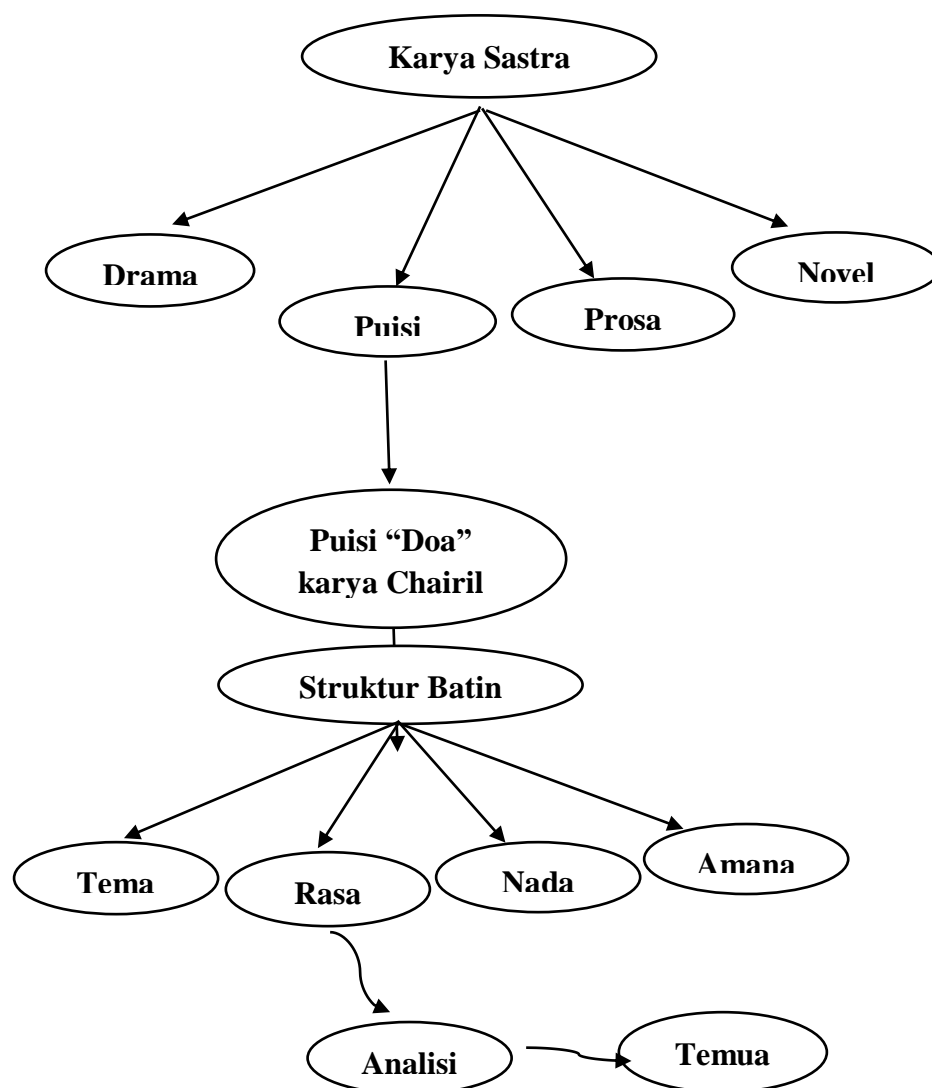 Karya Sastra
Drama
Novel
Puisi
Prosa
Puisi “Doa”
karya Chairil
Struktur Batin
Tema
Rasa
Nada
Amana
Analisi
Temua